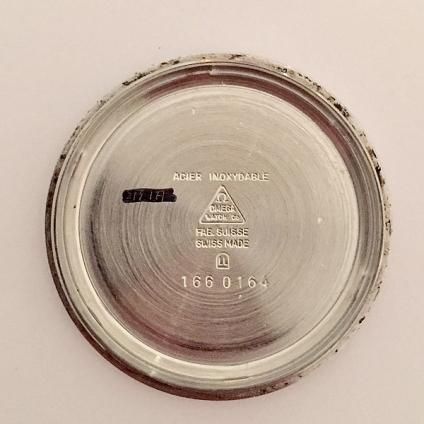 ACIER INOXYDABLE
Ω
OMEGA
WATCH Co
FAB. SUISSE
SWISS MADE
166 0164